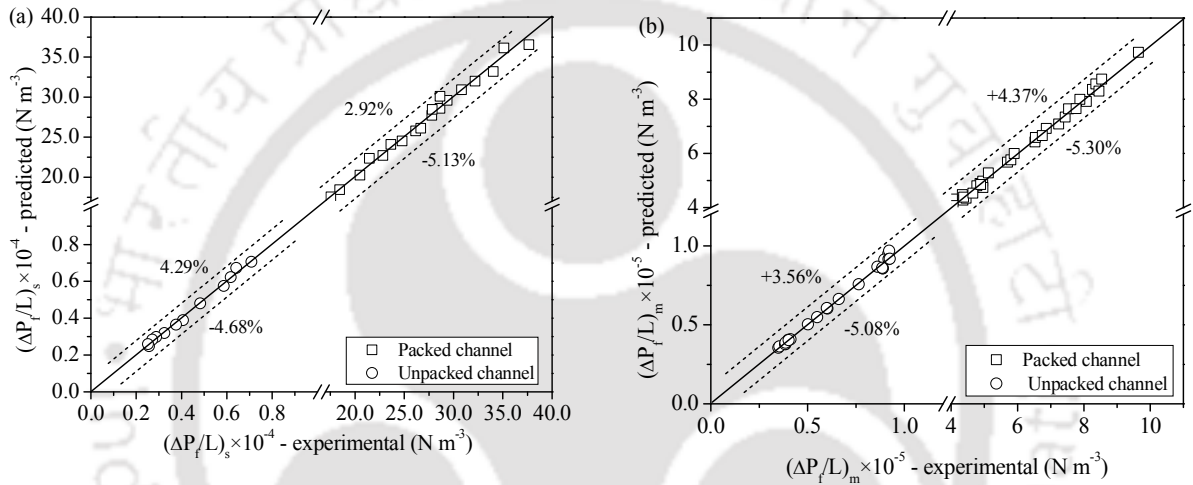 (a)
(ΔP_f/L)_s×10^-4 - predicted (N m^-3)
40.0
35.0
30.0
25.0
20.0
0.8
0.6
0.4
0.2
0.0
2.92%
-5.13%
4.29%
-4.68%
Packed channel
Unpacked channel
0.0 0.2 0.4 0.6 0.8 20.0 25.0 30.0 35.0 40.0
(ΔP_f/L)_s×10^-4 - experimental (N m^-3)
(b)
(ΔP_f/L)_m×10^-5 - predicted (N m^-3)
10
8
6
4
1.0
0.5
0.0
+4.37%
-5.30%
+3.56%
-5.08%
Packed channel
Unpacked channel
0.0 0.5 1.0 4 6 8 10
(ΔP_f/L)_m×10^-5 - experimental (N m^-3)